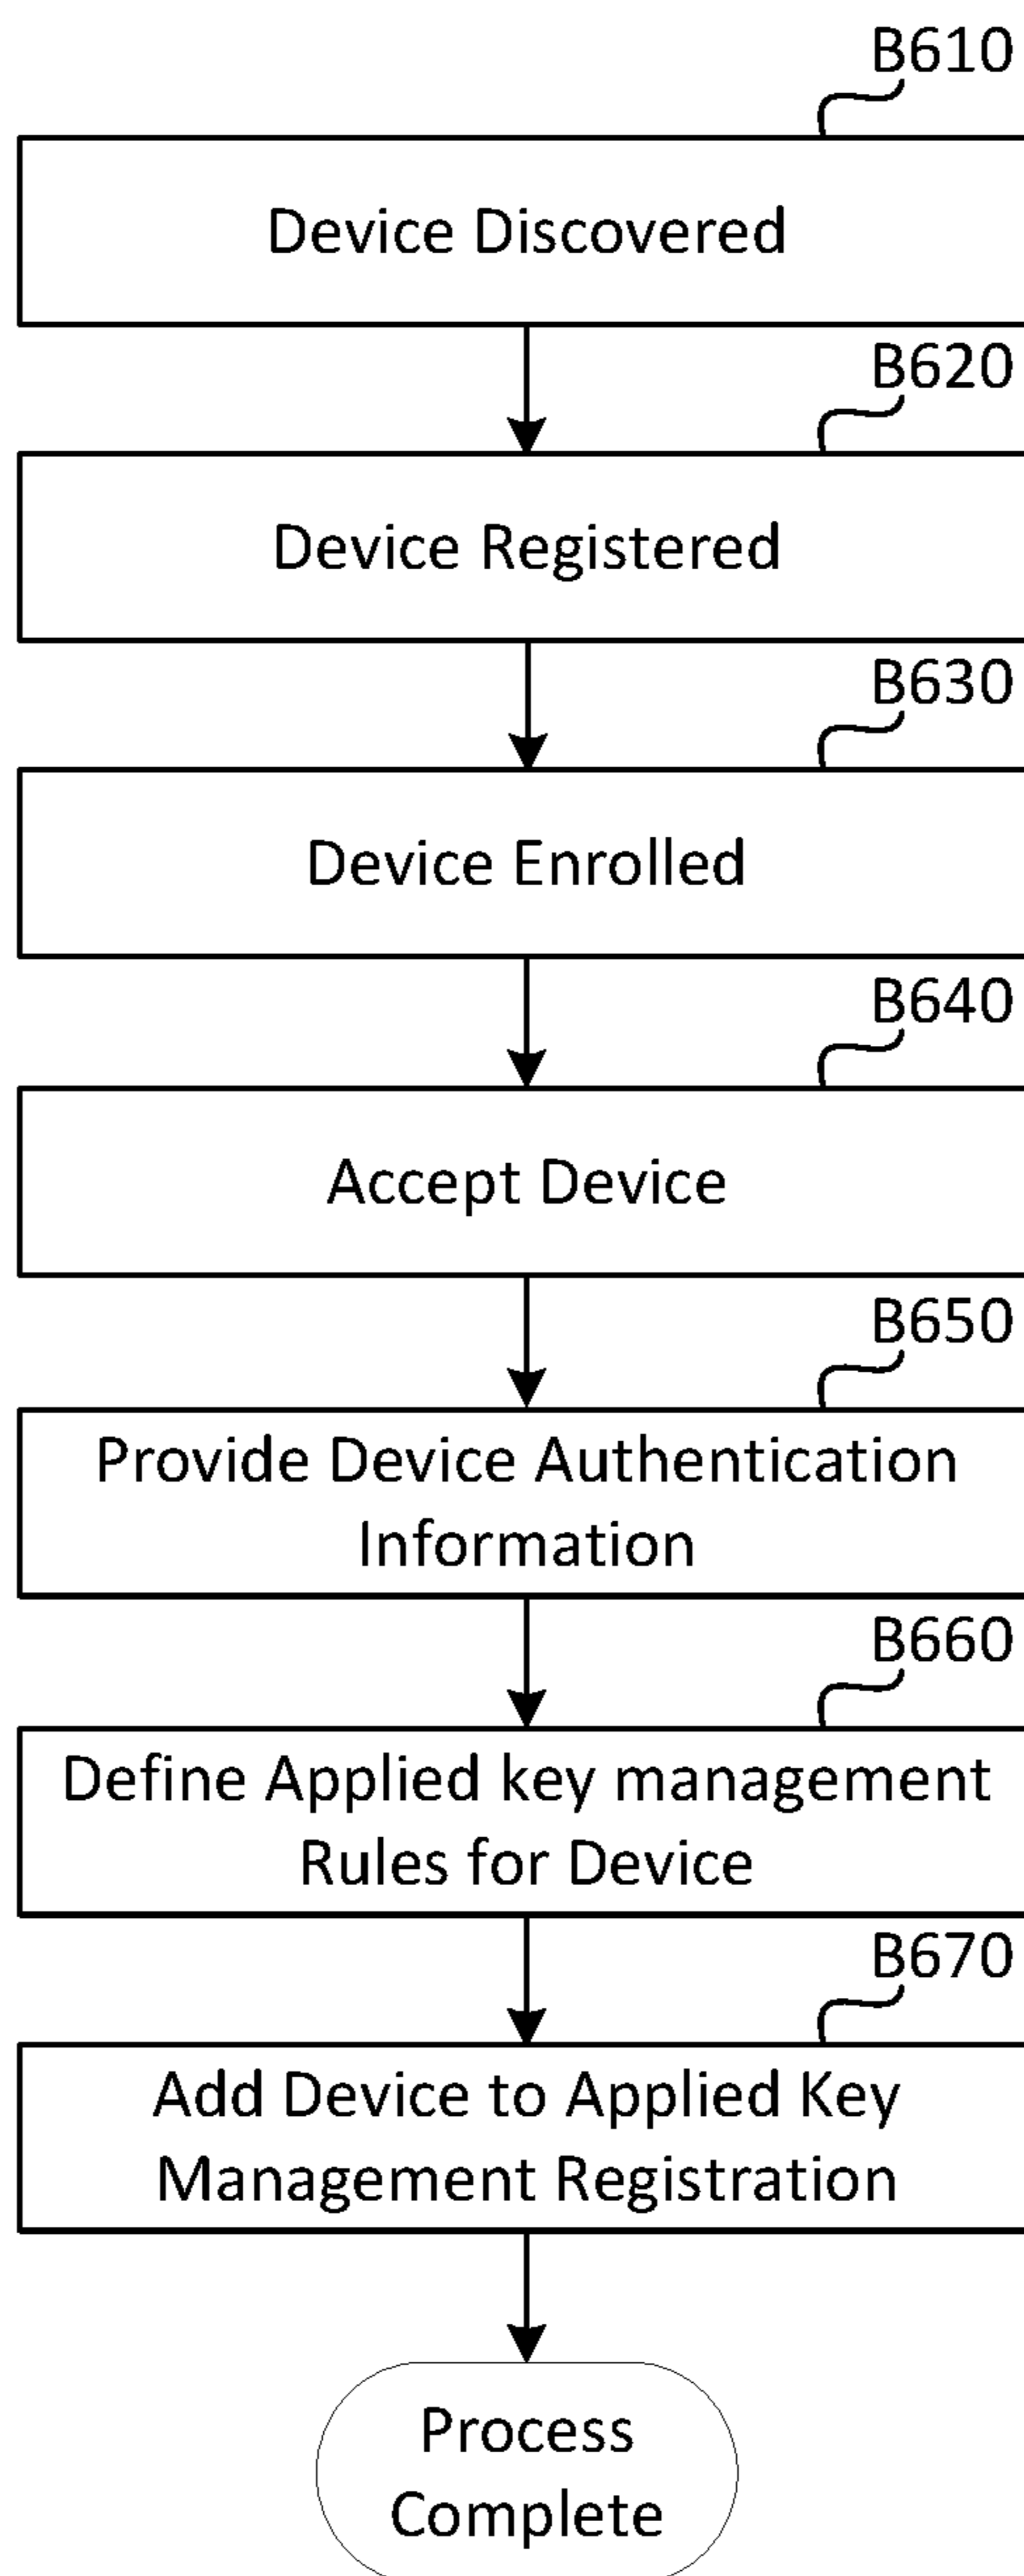 B610
Device Discovered
B620
Device Registered
B630
Device Enrolled
B640
Accept Device
B650
Provide Device Authentication
Information
B660
Define Applied key management
Rules for Device
B670
Add Device to Applied Key
Management Registration
Process
Complete